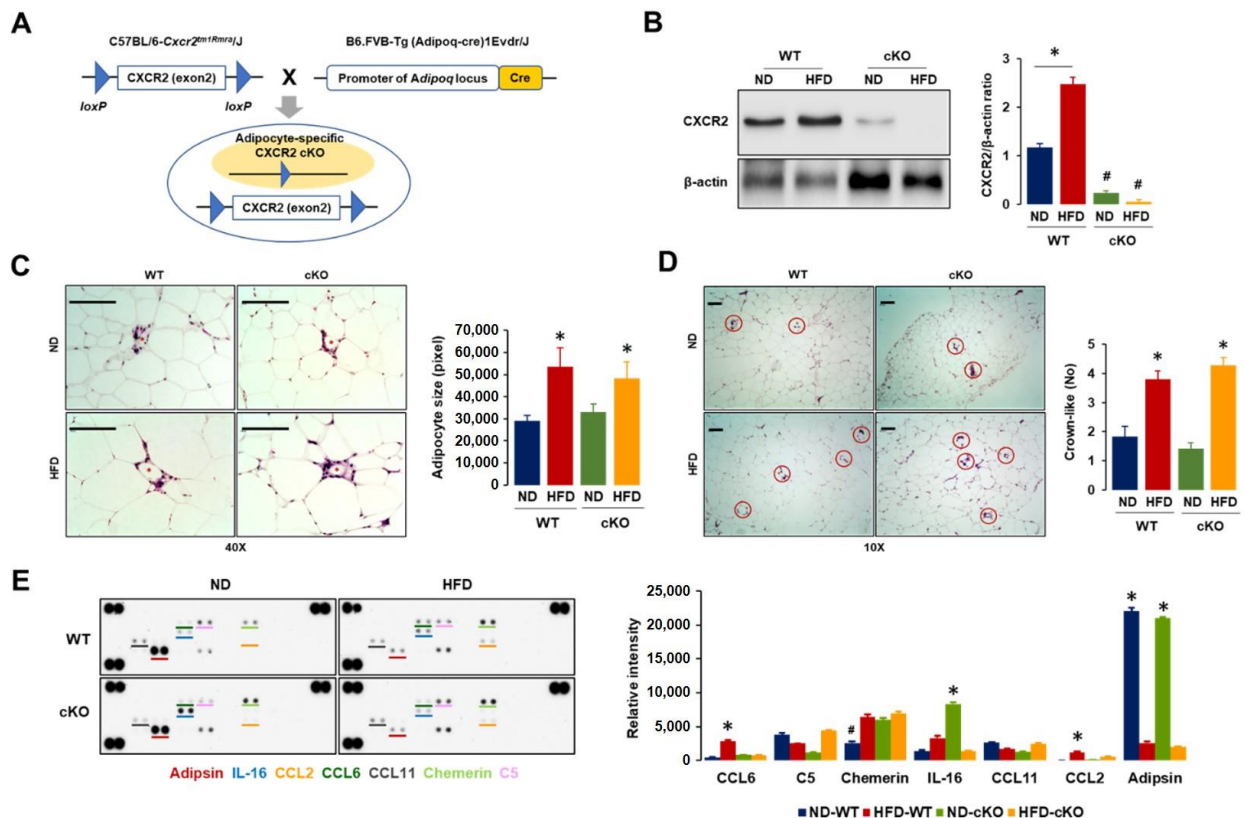 A
C57BL/6-Cxcr2tm1Rmra/J
B6.FVB-Tg (Adipoq-cre)1Evdr/J
CXCR2 (exon2)
X
Promoter of Adipoq locus
Cre
loxP
loxP
Adipocyte-specific
CXCR2 cKO
CXCR2 (exon2)
B
WT
cKO
ND
HFD
ND
HFD
CXCR2
β-actin
CXCR2/β-actin ratio
3
2
1
0
*
#
#
ND
HFD
ND
HFD
WT
cKO
C
WT
cKO
ND
HFD
*
*
*
*
40X
Adipocyte size (pixel)
70,000
60,000
50,000
40,000
30,000
20,000
10,000
0
*
*
ND
HFD
ND
HFD
WT
cKO
D
WT
cKO
ND
HFD
10X
Crown-like (No)
5
4
3
2
1
0
*
*
ND
HFD
ND
HFD
WT
cKO
E
ND
HFD
WT
cKO
Adipsin IL-16 CCL2 CCL6 CCL11 Chemerin C5
Relative intensity
25,000
20,000
15,000
10,000
5,000
0
*
#
*
*
*
*
CCL6
C5
Chemerin
IL-16
CCL11
CCL2
Adipsin
ND-WT
HFD-WT
ND-cKO
HFD-cKO